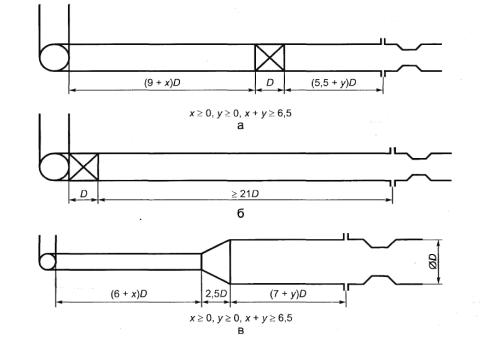 (9 + x)D D (5,5 + y)D
x ≥ 0, y ≥ 0, x + y ≥ 6,5
а
D ≥ 21D
б
ØD
(6 + x)D 2,5D (7 + y)D
x ≥ 0, y ≥ 0, x + y ≥ 6,5
в